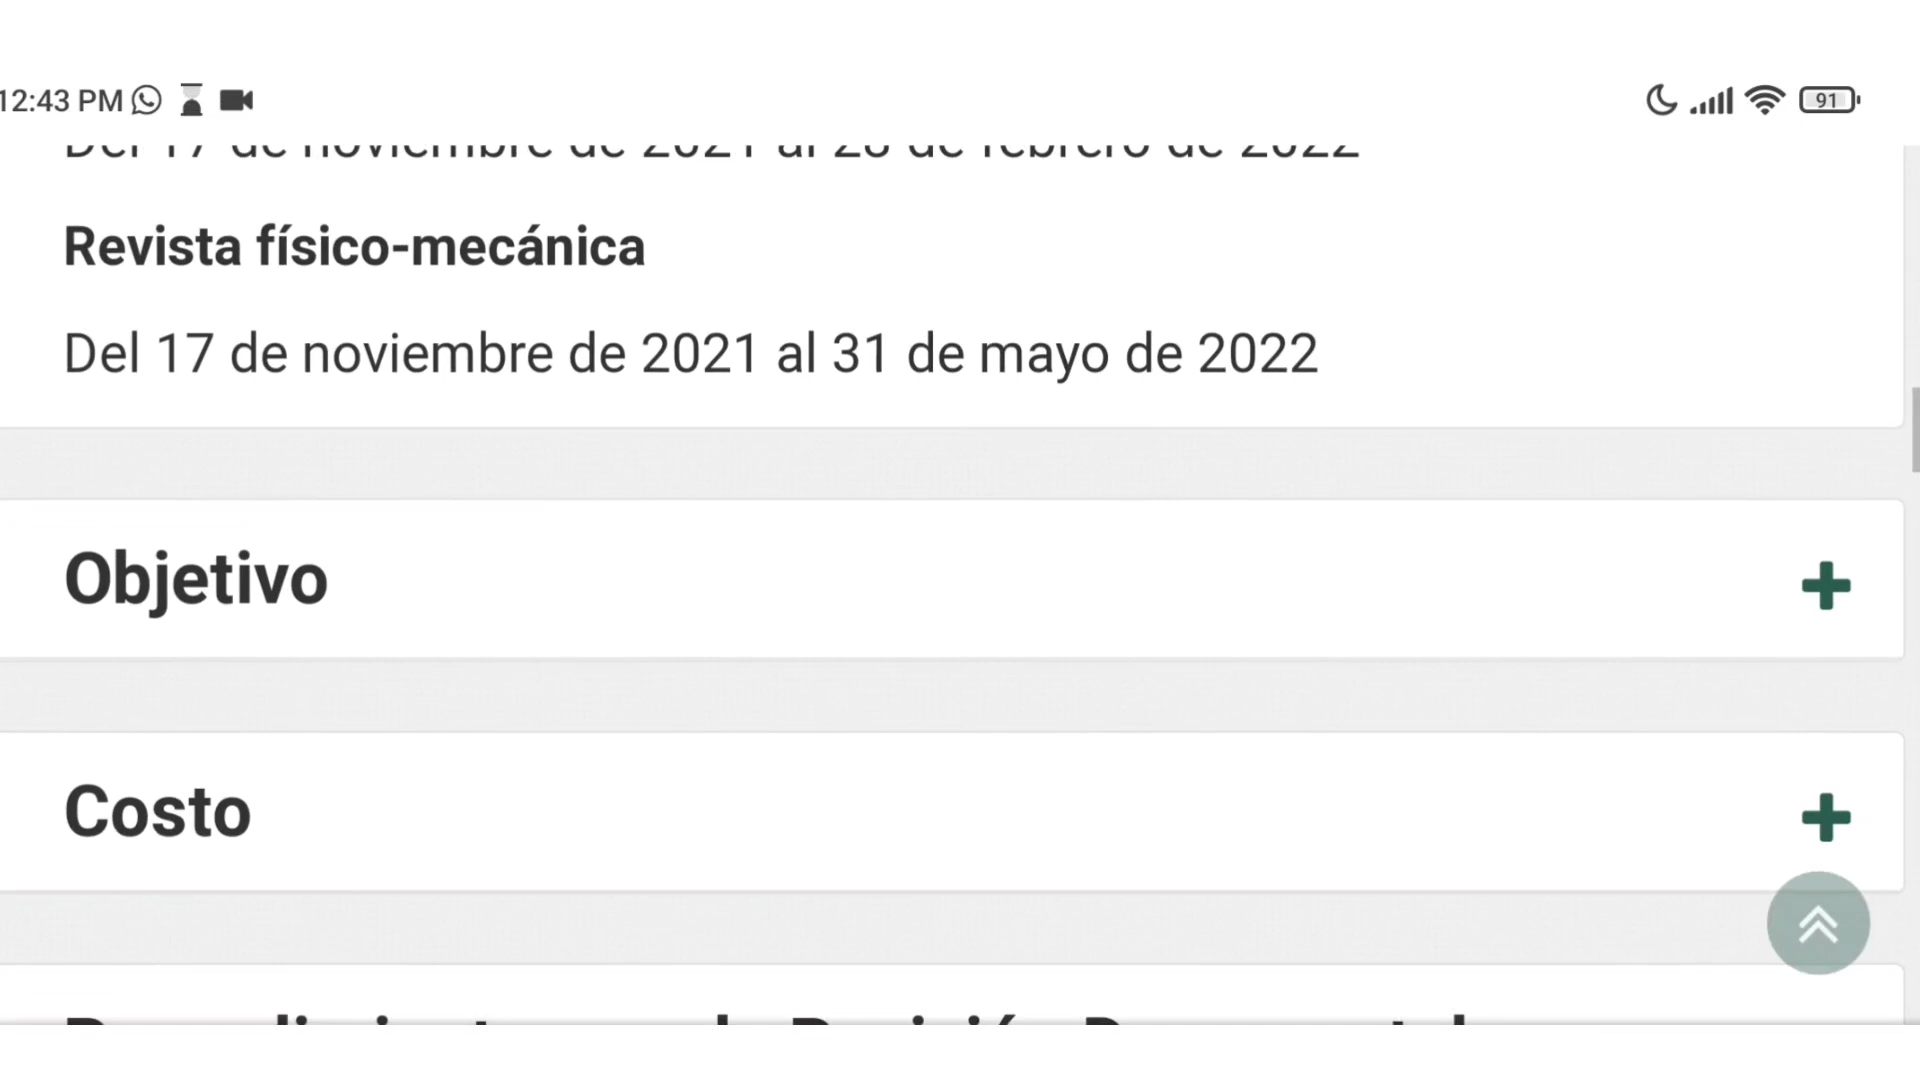 12:43 PM
91
Del 17 de noviembre de 2021 al 28 de febrero de 2022
Revista físico-mecánica
Del 17 de noviembre de 2021 al 31 de mayo de 2022
Objetivo
Costo